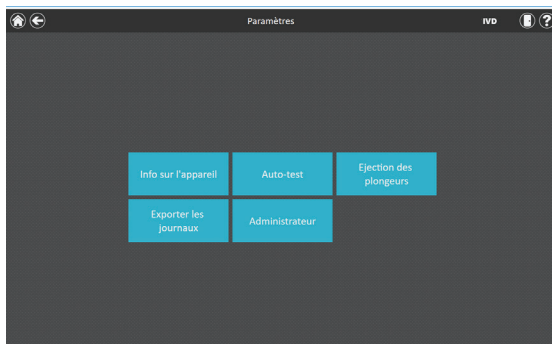 Paramètres
IVD
?
Info sur l'appareil
Auto-test
Ejection des
plongeurs
Exporter les
journaux
Administrateur